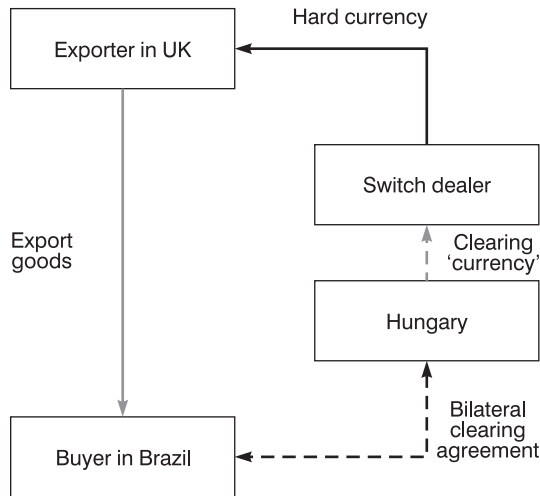 Hard currency
Exporter in UK
Switch dealer
Export
goods
Clearing
‘currency’
Hungary
Bilateral
clearing
agreement
Buyer in Brazil